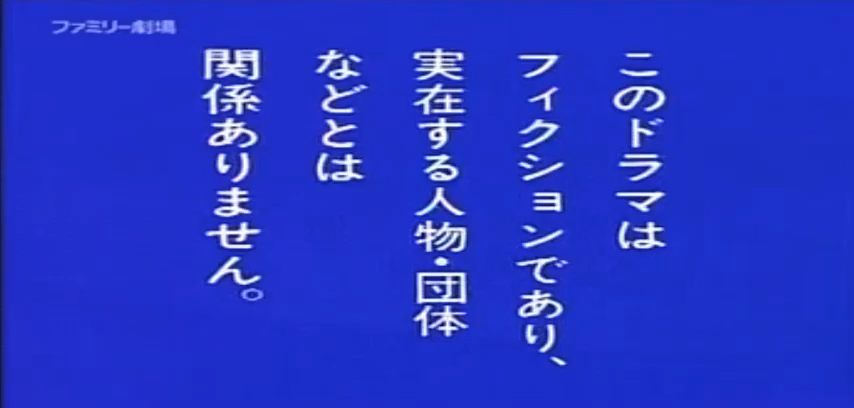 ファミリー劇場
このドラマは
フィクションであり、
実在する人物・団体
などとは
関係ありません。